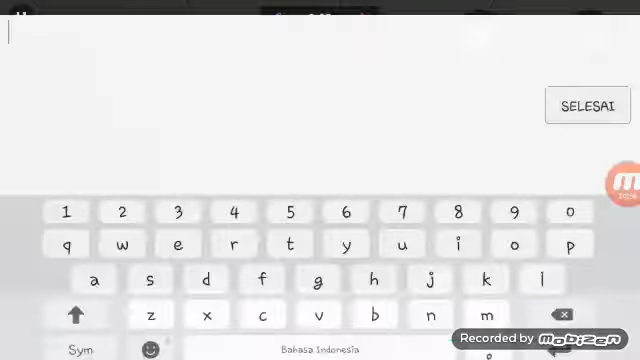 SELESAI
1 2 3 4 5 6 7 8 9 0
q w e r t y u i o p
a s d f g h j k l
z x c v b n m
Recorded by MOBIZEN
Sym Bahasa Indonesia